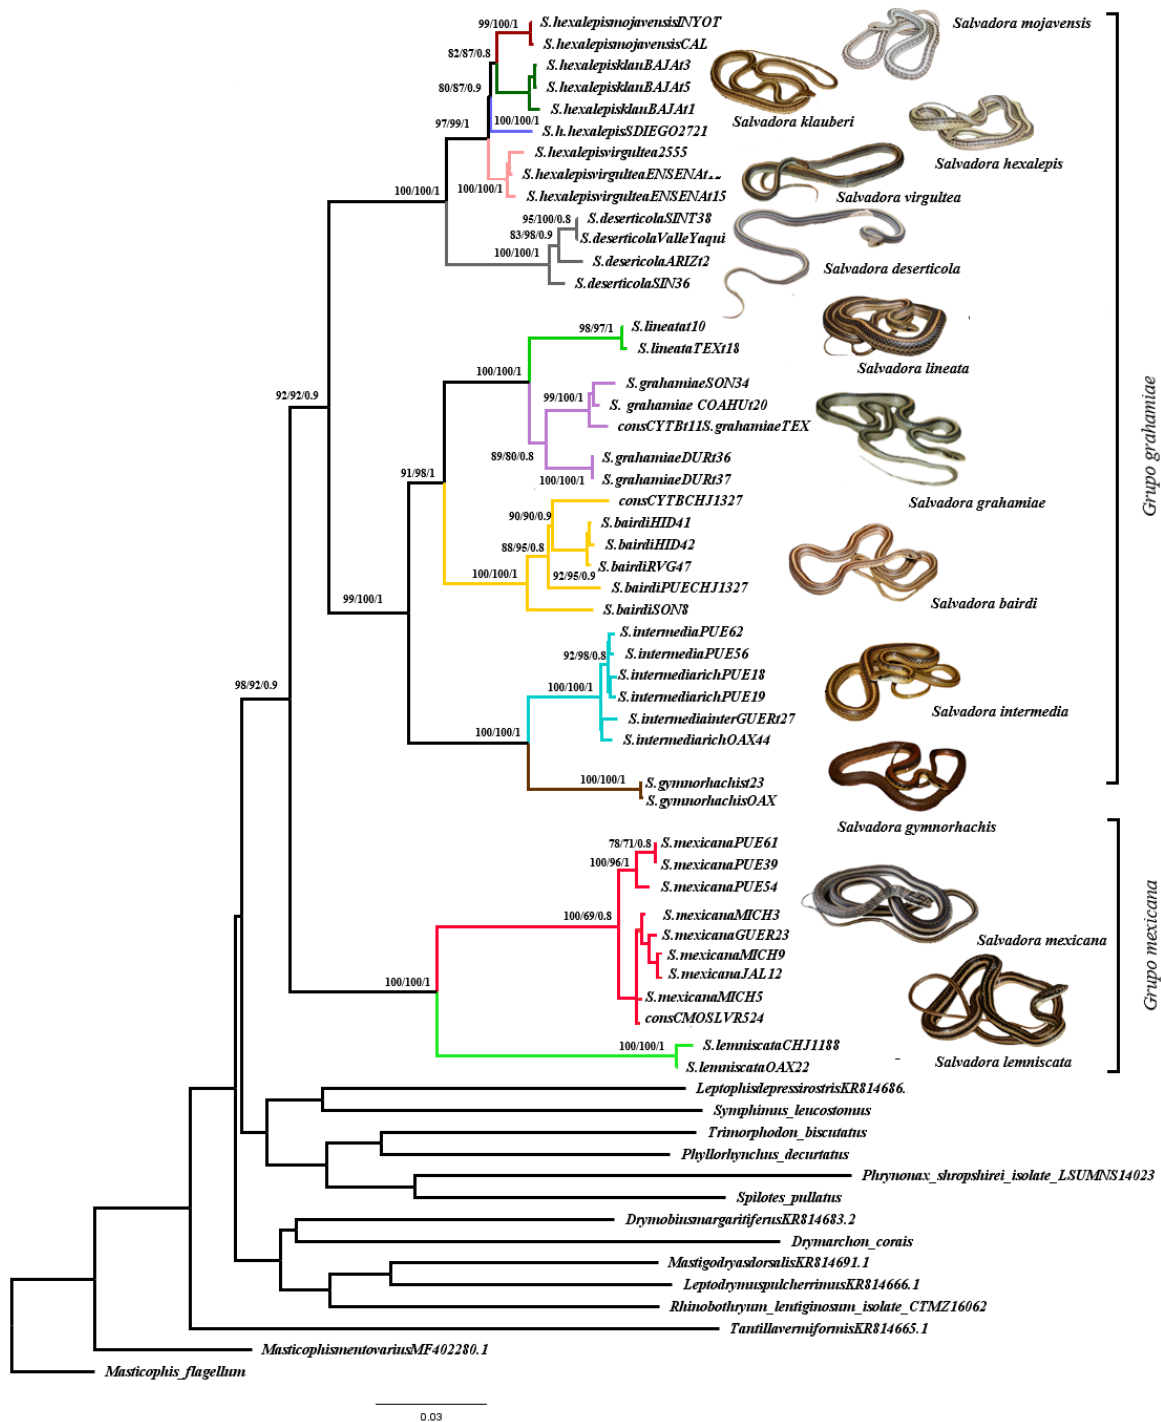 S.hexalepismojavensisINYOT
99/100/1
S.hexalepismojavensisCAL
Salvadora mojavensis
82/87/0.8
S.hexalepisklauBAJAt3
80/87/0.9
S.hexalepisklauBAJAt5
S.hexalepisklauBAJAt1
Salvadora klauberi
97/99/1
100/100/1
S.h.hexalepisSDIEGO2721
Salvadora hexalepis
S.hexalepisvirgultea2555
S.hexalepisvirgulteaENSENAt
100/100/1
100/100/1
S.hexalepisvirgulteaENSENAt15
Salvadora virgultea
95/100/0.8
S.deserticolaSINT38
83/98/0.9
S.deserticolaValleYaqui
100/100/1
S.desericolaARIZt2
Salvadora deserticola
S.deserticolaSIN36
98/97/1
S.lineatat10
S.lineataTEXt18
Salvadora lineata
100/100/1
S.grahamiaeSON34
92/92/0.9
99/100/1
S. grahamiae COAHUt20
consCYTBt11S.grahamiaeTEX
Grupo grahamiae
89/80/0.8
S.grahamiaeDURt36
91/98/1
100/100/1
S.grahamiaeDURt37
consCYTBCHJ1327
Salvadora grahamiae
90/90/0.9
S.bairdiHID41
88/95/0.8
S.bairdiHID42
S.bairdiRVG47
100/100/1
92/95/0.9
S.bairdiPUECHJ1327
99/100/1
S.bairdiSON8
Salvadora bairdi
S.intermediaPUE62
92/98/0.8
S.intermediaPUE56
S.intermediarichPUE18
98/92/0.9
100/100/1
S.intermediarichPUE19
S.intermediainterGUERt27
Salvadora intermedia
100/100/1
S.intermediarichOAX44
100/100/1
S.gymnorhachist23
S.gymnorhachisOAX
Salvadora gymnorhachis
78/71/0.8
S.mexicanaPUE61
100/96/1
S.mexicanaPUE39
S.mexicanaPUE54
100/69/0.8
S.mexicanaMICH3
S.mexicanaGUER23
Salvadora mexicana
S.mexicanaMICH9
Grupo mexicana
S.mexicanaJAL12
100/100/1
S.mexicanaMICH5
consCMOSLVR524
100/100/1
S.lemniscataCHJ1188
S.lemniscataOAX22
Salvadora lemniscata
LeptophisdepressirostrisKR814686.
Symphimus_leucostomus
Trimorphodon_biscutatus
Phyllorhynchus_decurtatus
Phrynonax_shropshirei_isolate_LSUMNS14023
Spilotes_pullatus
DrymobiusmargaritiferusKR814683.2
Drymarchon_corais
MastigodryasdorsalisKR814691.1
LeptodrymuspulcherrimusKR814666.1
Rhinobothryum_lentiginosum_isolate_CTMZ16062
TantillavermiformisKR814665.1
MasticophismentovariusMF402280.1
Masticophis_flagellum
0.03